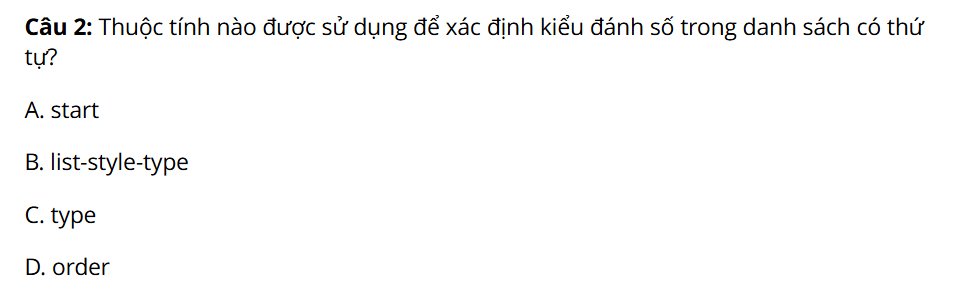 Câu 2: Thuộc tính nào được sử dụng để xác định kiểu đánh số trong danh sách có thứ
tự?
A. start
B. list-style-type
C. type
D. order